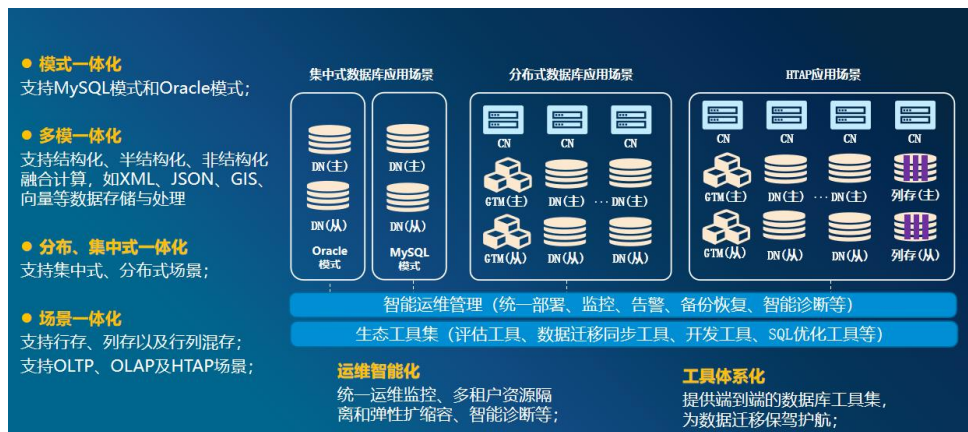 模式一体化
支持MySQL模式和Oracle模式；
多模一体化
支持结构化、半结构化、非结构化
融合计算，如XML、JSON、GIS、
向量等数据存储与处理
分布、集中式一体化
支持集中式、分布式场景；
场景一体化
支持行存、列存以及行列混存；
支持OLTP、OLAP及HTAP场景；
集中式数据库应用场景
DN(主)
DN(主)
DN(从)
DN(从)
Oracle
模式
MySQL
模式
分布式数据库应用场景
CN CN CN
GTM(主) DN(主) ···DN(主)
GTM(从) DN(从) DN(从)
HTAP应用场景
CN CN CN CN
GTM(主) DN(主) ···DN(主) 列存(主)
GTM(从) DN(从) DN(从) 列存(从)
智能运维管理（统一部署、监控、告警、备份恢复、智能诊断等）
生态工具集（评估工具、数据迁移同步工具、开发工具、SQL优化工具等）
运维智能化
统一运维监控、多租户资源隔
离和弹性扩缩容、智能诊断等；
工具体系化
提供端到端的数据库工具集，
为数据迁移保驾护航；